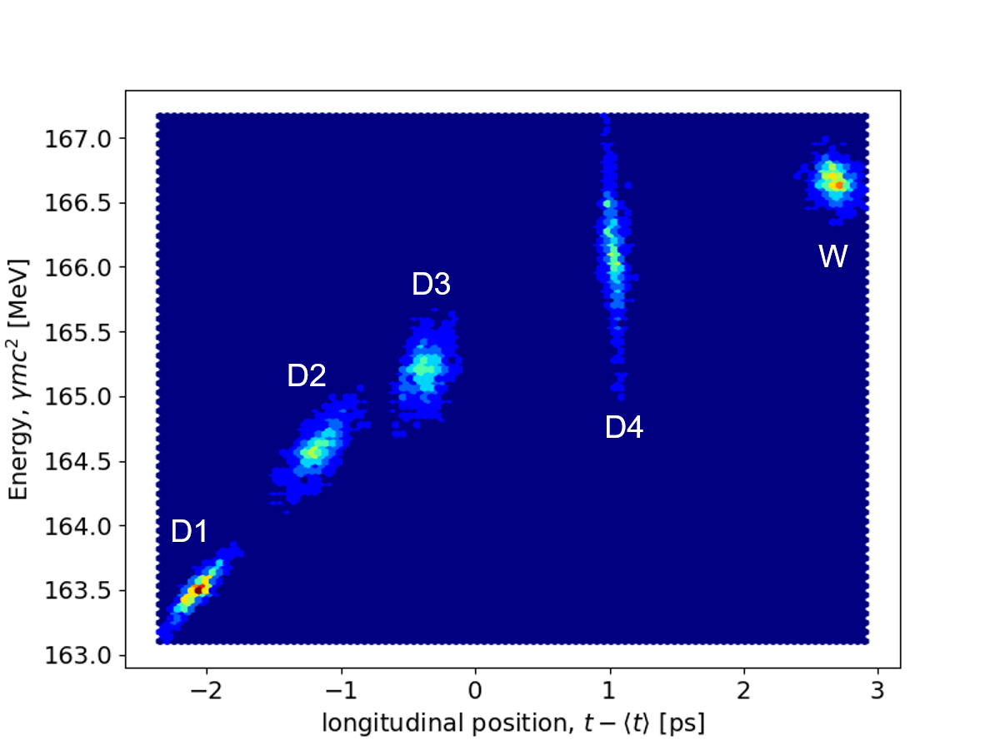 Energy, γmc² [MeV]
167.0
166.5
166.0
165.5
165.0
164.5
164.0
163.5
163.0
D1
D2
D3
D4
W
−2 −1 0 1 2 3
longitudinal position, t − ⟨t⟩ [ps]